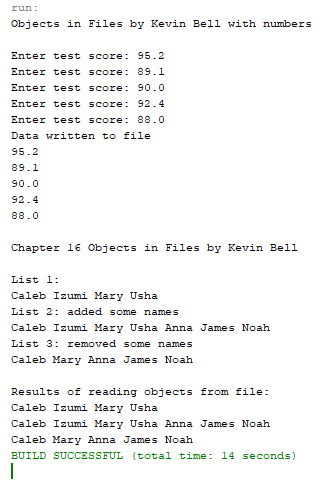 run:
Objects in Files by Kevin Bell with numbers
Enter test score: 95.2
Enter test score: 89.1
Enter test score: 90.0
Enter test score: 92.4
Enter test score: 88.0
Data written to file
95.2
89.1
90.0
92.4
88.0
Chapter 16 Objects in Files by Kevin Bell
List 1:
Caleb Izumi Mary Usha
List 2: added some names
Caleb Izumi Mary Usha Anna James Noah
List 3: removed some names
Caleb Mary Anna James Noah
Results of reading objects from file:
Caleb Izumi Mary Usha
Caleb Izumi Mary Usha Anna James Noah
Caleb Mary Anna James Noah
BUILD SUCCESSFUL (total time: 14 seconds)